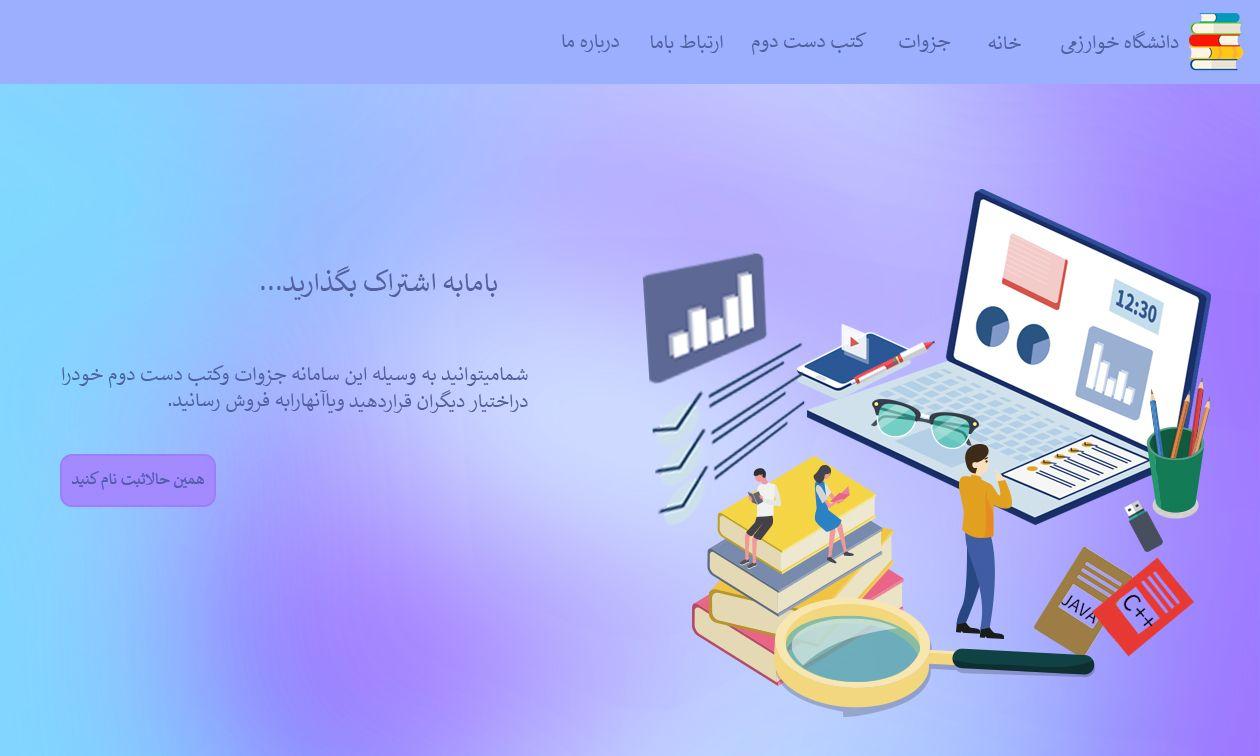 دانشگاه خوارزمی
خانه
جزوات
کتب دست دوم
ارتباط باما
درباره ما
12:30
بامابه اشتراک بگذارید...
شمامیتوانید به وسیله این سامانه جزوات وکتب دست دوم خودرا
دراختیار دیگران قراردهید ویاآنهارابه فروش رسانید.
همین حالاثبت نام کنید
JAVA
C++